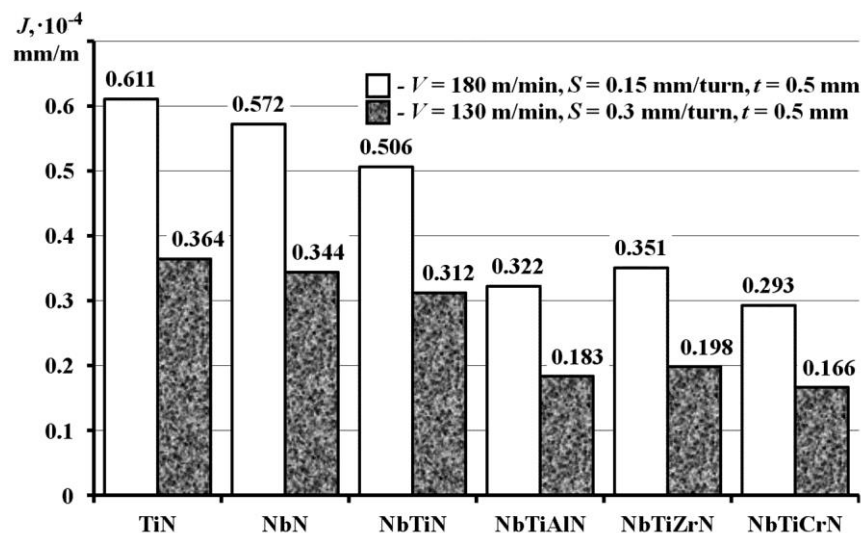 J,·10⁻⁴
mm/m
- V = 180 m/min, S = 0.15 mm/turn, t = 0.5 mm
- V = 130 m/min, S = 0.3 mm/turn, t = 0.5 mm
0.611
0.572
0.506
0.364
0.344
0.312
0.322
0.351
0.293
0.183
0.198
0.166
0.6
0.5
0.4
0.3
0.2
0.1
0
TiN
NbN
NbTiN
NbTiAlN
NbTiZrN
NbTiCrN